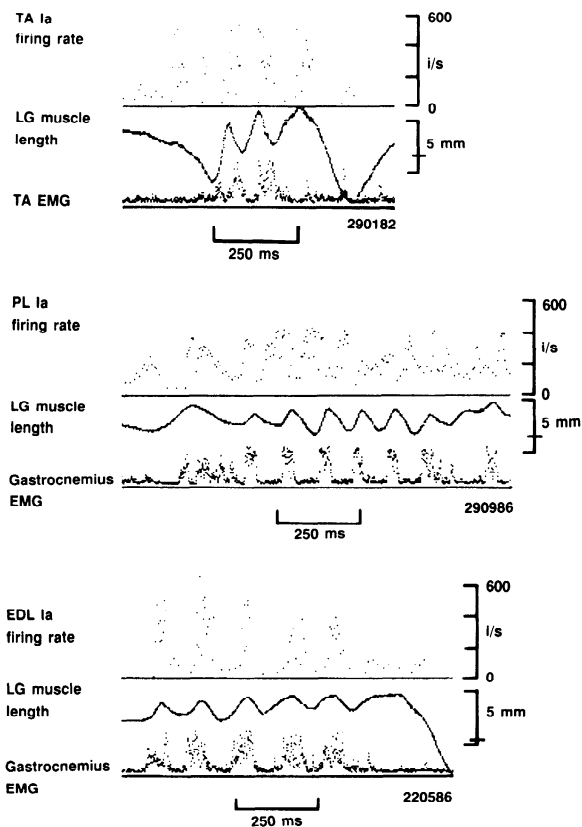 TA Ia
firing rate
600
i/s
0
LG muscle
length
5 mm
TA EMG
290182
250 ms
PL Ia
firing rate
600
i/s
0
LG muscle
length
5 mm
Gastrocnemius
EMG
290986
250 ms
EDL Ia
firing rate
600
i/s
0
LG muscle
length
5 mm
Gastrocnemius
EMG
220586
250 ms